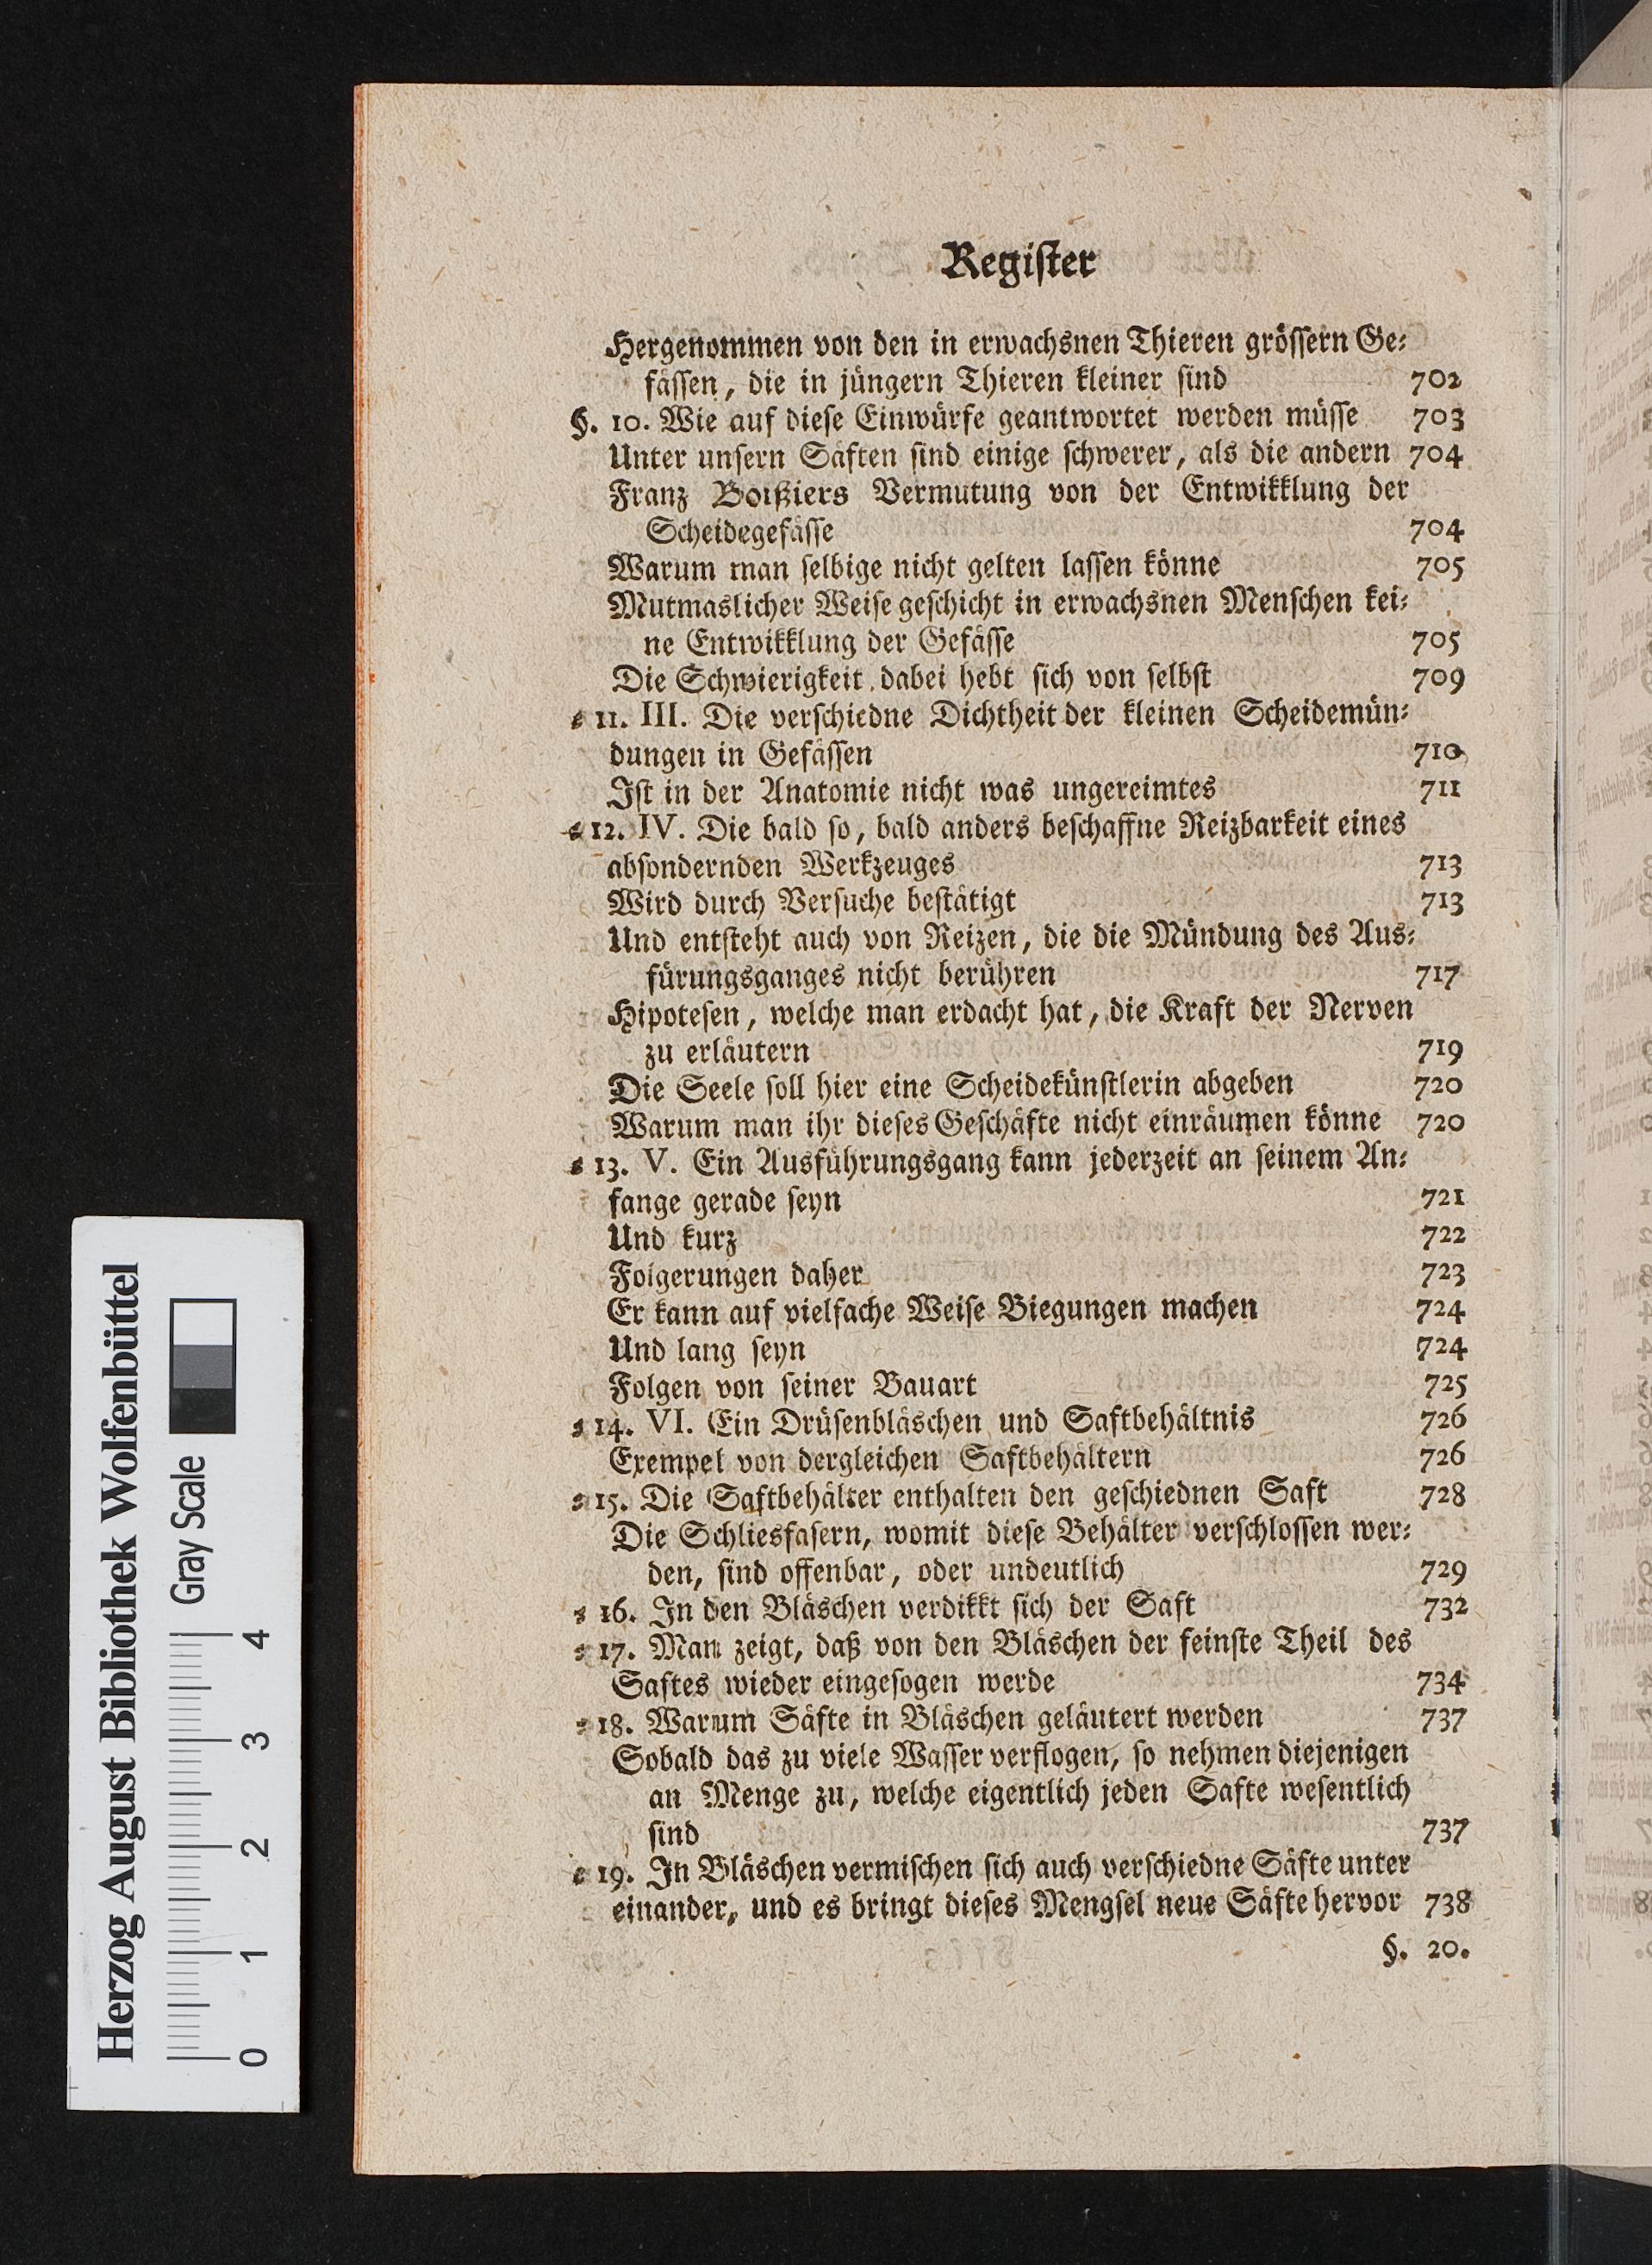 Regiſter
Hergenommen von den in erwachsnen Thieren gröſſern Ge⸗
fäſſen, die in jüngern Thieren kleiner ſind 702
§. 10. Wie auf dieſe Einwürfe geantwortet werden müſſe 703
Unter unſern Säften ſind einige ſchwerer, als die andern 704
Franz Boißiers Vermutung von der Entwikklung der
Scheidegefäſſe 704
Warum man ſelbige nicht gelten laſſen könne 705
Mutmaslicher Weiſe geſchicht in erwachsnen Menſchen kei⸗
ne Entwikklung der Gefäſſe 705
Die Schwierigkeit dabei hebt ſich von ſelbſt 709
⸗ 11. III. Die verſchiedne Dichtheit der kleinen Scheidemün⸗
dungen in Gefäſſen 710
Iſt in der Anatomie nicht was ungereimtes 711
⸗ 12. IV. Die bald ſo, bald anders beſchaffne Reizbarkeit eines
abſondernden Werkzeuges 713
Wird durch Verſuche beſtätigt 713
Und entſteht auch von Reizen, die die Mündung des Aus⸗
fürungsganges nicht berühren 717
Hipoteſen, welche man erdacht hat, die Kraft der Nerven
zu erläutern 719
Die Seele ſoll hier eine Scheidekünſtlerin abgeben 720
Warum man ihr dieſes Geſchäfte nicht einräumen könne 720
⸗ 13. V. Ein Ausführungsgang kann jederzeit an ſeinem An⸗
fange gerade ſeyn 721
Und kurz 722
Folgerungen daher 723
Er kann auf vielfache Weiſe Biegungen machen 724
Und lang ſeyn 724
Folgen von ſeiner Bauart 725
⸗ 14. VI. Ein Drüſenbläschen und Saftbehältnis 726
Exempel von dergleichen Saftbehältern 726
⸗ 15. Die Saftbehälter enthalten den geſchiednen Saft 728
Die Schliesfaſern, womit dieſe Behälter verſchloſſen wer⸗
den, ſind offenbar, oder undeutlich 729
⸗ 16. In den Bläschen verdikkt ſich der Saft 732
⸗ 17. Man zeigt, daß von den Bläschen der feinſte Theil des
Saftes wieder eingeſogen werde 734
⸗ 18. Warum Säfte in Bläschen geläutert werden 737
Sobald das zu viele Waſſer verflogen, ſo nehmen diejenigen
an Menge zu, welche eigentlich jeden Safte weſentlich
ſind 737
⸗ 19. In Bläschen vermiſchen ſich auch verſchiedne Säfte unter
einander, und es bringt dieſes Mengſel neue Säfte hervor 738
§. 20.
Herzog August Bibliothek Wolfenbüttel
Gray Scale
0 1 2 3 4